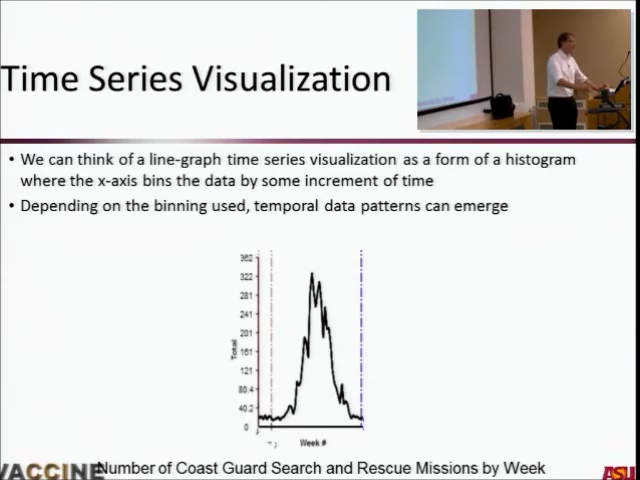 Time Series Visualization
• We can think of a line-graph time series visualization as a form of a histogram
where the x-axis bins the data by some increment of time
• Depending on the binning used, temporal data patterns can emerge
362
322
281
241
201
161
121
80.4
40.2
0
Total
Week #
VACCINE
Number of Coast Guard Search and Rescue Missions by Week
ASU